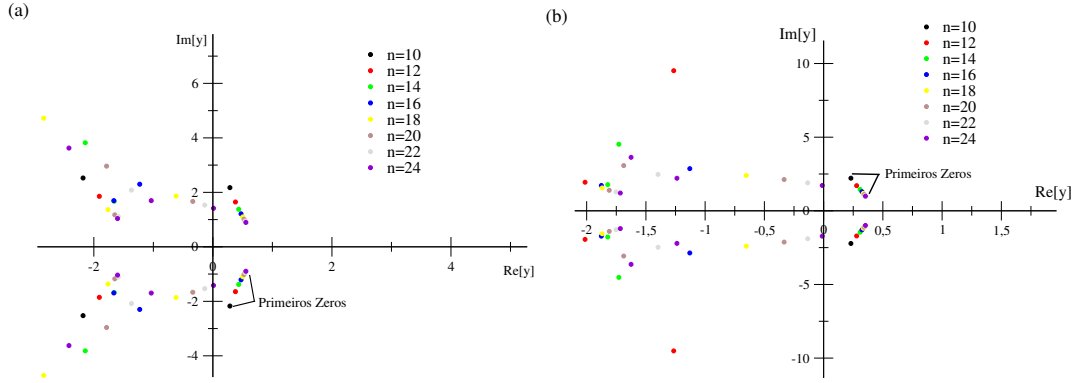 (a)
Im[y]
n=10
n=12
n=14
n=16
n=18
n=20
n=22
n=24
6
4
2
0
-2
-4
-2
0
2
4
Re[y]
Primeiros Zeros
(b)
Im[y]
n=10
n=12
n=14
n=16
n=18
n=20
n=22
n=24
10
5
0
-5
-10
Primeiros Zeros
Re[y]
-2
-1,5
-1
-0,5
0
0,5
1
1,5